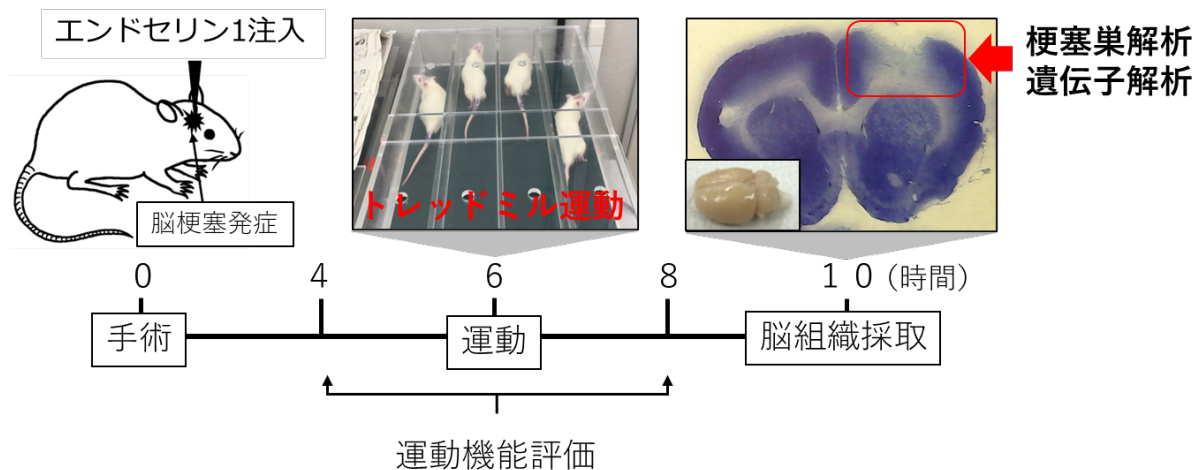 エンドセリン1注入
脳梗塞発症
トレッドミル運動
梗塞巣解析
遺伝子解析
0 4 6 8 １０（時間）
手術 運動 脳組織採取
運動機能評価